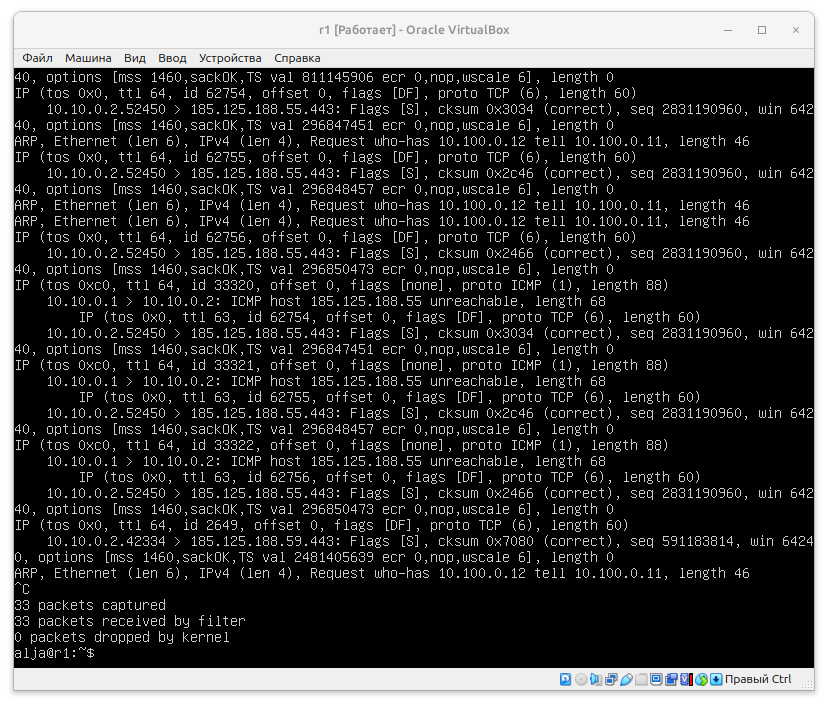 r1 [Работает] - Oracle VirtualBox
Файл Машина Вид Ввод Устройства Справка
40, options [mss 1460,sackOK,TS val 811145906 ecr 0,nop,wscale 6], length 0
IP (tos 0x0, ttl 64, id 62754, offset 0, flags [DF], proto TCP (6), length 60)
    10.10.0.2.52450 > 185.125.188.55.443: Flags [S], cksum 0x3034 (correct), seq 2831190960, win 642
40, options [mss 1460,sackOK,TS val 296847451 ecr 0,nop,wscale 6], length 0
ARP, Ethernet (len 6), IPv4 (len 4), Request who-has 10.100.0.12 tell 10.100.0.11, length 46
IP (tos 0x0, ttl 64, id 62755, offset 0, flags [DF], proto TCP (6), length 60)
    10.10.0.2.52450 > 185.125.188.55.443: Flags [S], cksum 0x2c46 (correct), seq 2831190960, win 642
40, options [mss 1460,sackOK,TS val 296848457 ecr 0,nop,wscale 6], length 0
ARP, Ethernet (len 6), IPv4 (len 4), Request who-has 10.100.0.12 tell 10.100.0.11, length 46
ARP, Ethernet (len 6), IPv4 (len 4), Request who-has 10.100.0.12 tell 10.100.0.11, length 46
IP (tos 0x0, ttl 64, id 62756, offset 0, flags [DF], proto TCP (6), length 60)
    10.10.0.2.52450 > 185.125.188.55.443: Flags [S], cksum 0x2466 (correct), seq 2831190960, win 642
40, options [mss 1460,sackOK,TS val 296850473 ecr 0,nop,wscale 6], length 0
IP (tos 0xc0, ttl 64, id 33320, offset 0, flags [none], proto ICMP (1), length 88)
    10.10.0.1 > 10.10.0.2: ICMP host 185.125.188.55 unreachable, length 68
        IP (tos 0x0, ttl 63, id 62754, offset 0, flags [DF], proto TCP (6), length 60)
    10.10.0.2.52450 > 185.125.188.55.443: Flags [S], cksum 0x3034 (correct), seq 2831190960, win 642
40, options [mss 1460,sackOK,TS val 296847451 ecr 0,nop,wscale 6], length 0
IP (tos 0xc0, ttl 64, id 33321, offset 0, flags [none], proto ICMP (1), length 88)
    10.10.0.1 > 10.10.0.2: ICMP host 185.125.188.55 unreachable, length 68
        IP (tos 0x0, ttl 63, id 62755, offset 0, flags [DF], proto TCP (6), length 60)
    10.10.0.2.52450 > 185.125.188.55.443: Flags [S], cksum 0x2c46 (correct), seq 2831190960, win 642
40, options [mss 1460,sackOK,TS val 296848457 ecr 0,nop,wscale 6], length 0
IP (tos 0xc0, ttl 64, id 33322, offset 0, flags [none], proto ICMP (1), length 88)
    10.10.0.1 > 10.10.0.2: ICMP host 185.125.188.55 unreachable, length 68
        IP (tos 0x0, ttl 63, id 62756, offset 0, flags [DF], proto TCP (6), length 60)
    10.10.0.2.52450 > 185.125.188.55.443: Flags [S], cksum 0x2466 (correct), seq 2831190960, win 642
40, options [mss 1460,sackOK,TS val 296850473 ecr 0,nop,wscale 6], length 0
IP (tos 0x0, ttl 64, id 2649, offset 0, flags [DF], proto TCP (6), length 60)
    10.10.0.2.42334 > 185.125.188.59.443: Flags [S], cksum 0x7080 (correct), seq 591183814, win 6424
0, options [mss 1460,sackOK,TS val 2481405639 ecr 0,nop,wscale 6], length 0
ARP, Ethernet (len 6), IPv4 (len 4), Request who-has 10.100.0.12 tell 10.100.0.11, length 46
^C
33 packets captured
33 packets received by filter
0 packets dropped by kernel
alja@r1:~$
Правый Ctrl